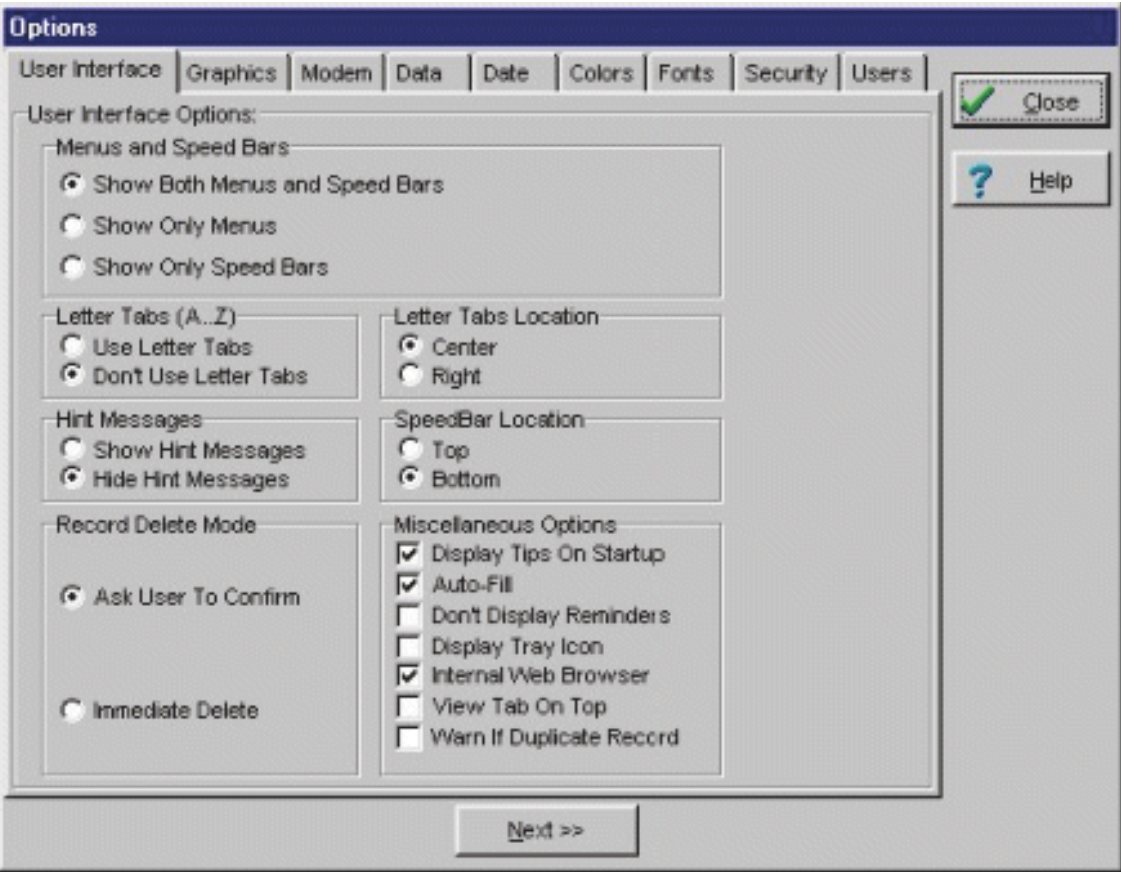 Options
User Interface Graphics Modem Data Date Colors Fonts Security Users
Close
Help
User Interface Options:
Menus and Speed Bars
Show Both Menus and Speed Bars
Show Only Menus
Show Only Speed Bars
Letter Tabs (A..Z)
Use Letter Tabs
Don't Use Letter Tabs
Letter Tabs Location
Center
Right
Hint Messages
Show Hint Messages
Hide Hint Messages
SpeedBar Location
Top
Bottom
Record Delete Mode
Ask User To Confirm
Immediate Delete
Miscellaneous Options
Display Tips On Startup
Auto-Fill
Don't Display Reminders
Display Tray Icon
Internal Web Browser
View Tab On Top
Warn If Duplicate Record
Next >>